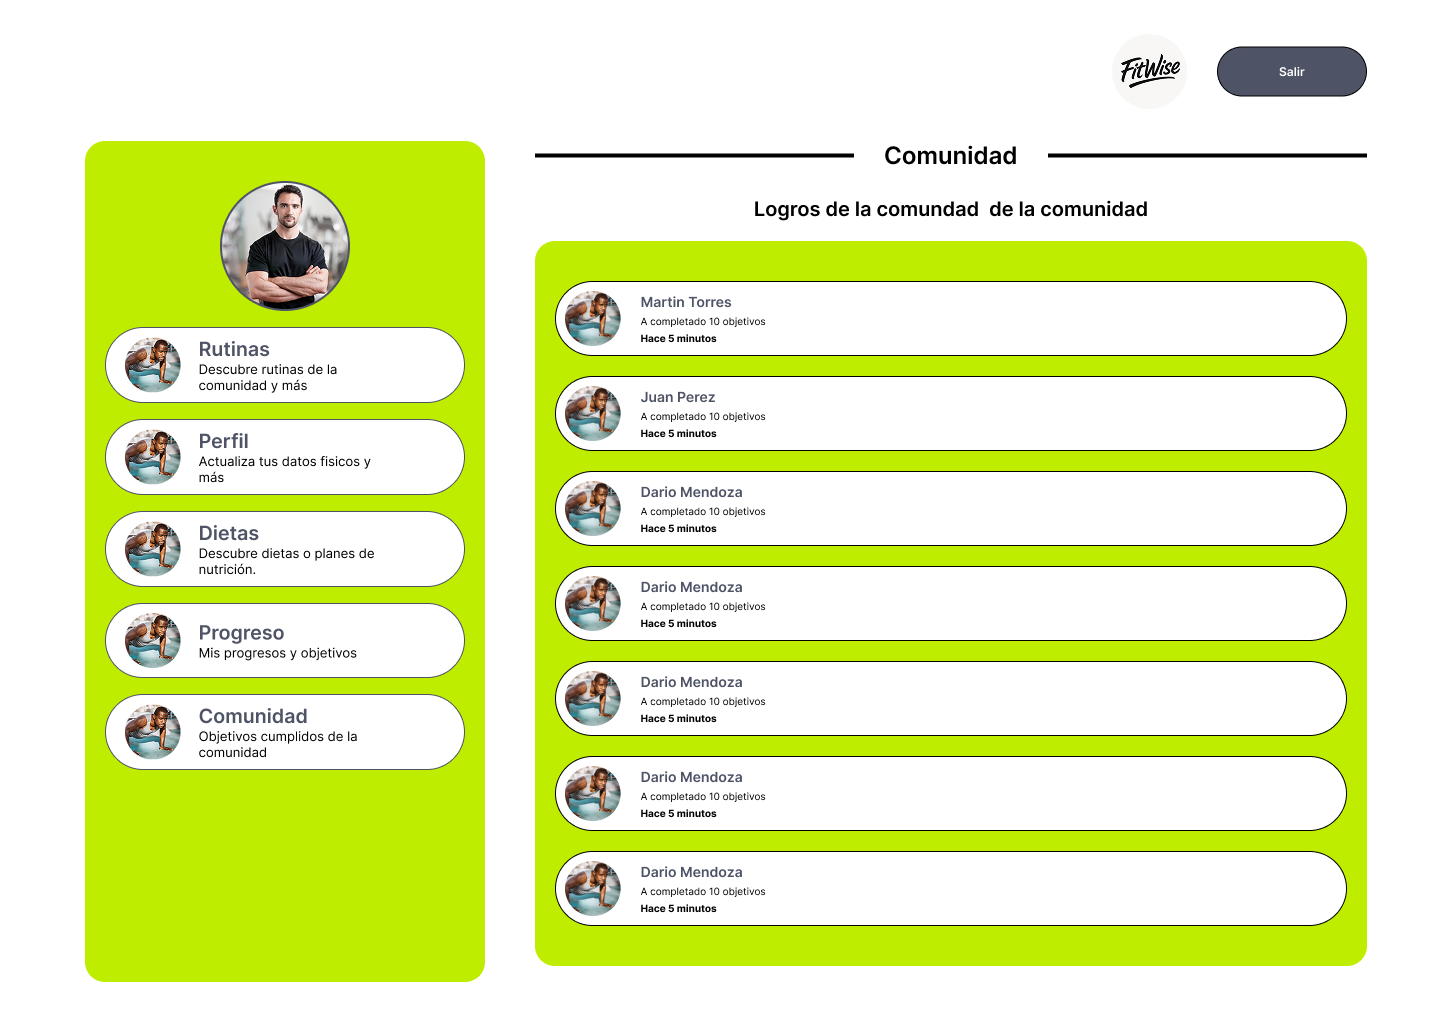 FitWise
Salir
Rutinas
Descubre rutinas de la
comunidad y más
Perfil
Actualiza tus datos fisicos y
más
Dietas
Descubre dietas o planes de
nutrición.
Progreso
Mis progresos y objetivos
Comunidad
Objetivos cumplidos de la
comunidad
Comunidad
Logros de la comundad  de la comunidad
Martin Torres
A completado 10 objetivos
Hace 5 minutos
Juan Perez
A completado 10 objetivos
Hace 5 minutos
Dario Mendoza
A completado 10 objetivos
Hace 5 minutos
Dario Mendoza
A completado 10 objetivos
Hace 5 minutos
Dario Mendoza
A completado 10 objetivos
Hace 5 minutos
Dario Mendoza
A completado 10 objetivos
Hace 5 minutos
Dario Mendoza
A completado 10 objetivos
Hace 5 minutos